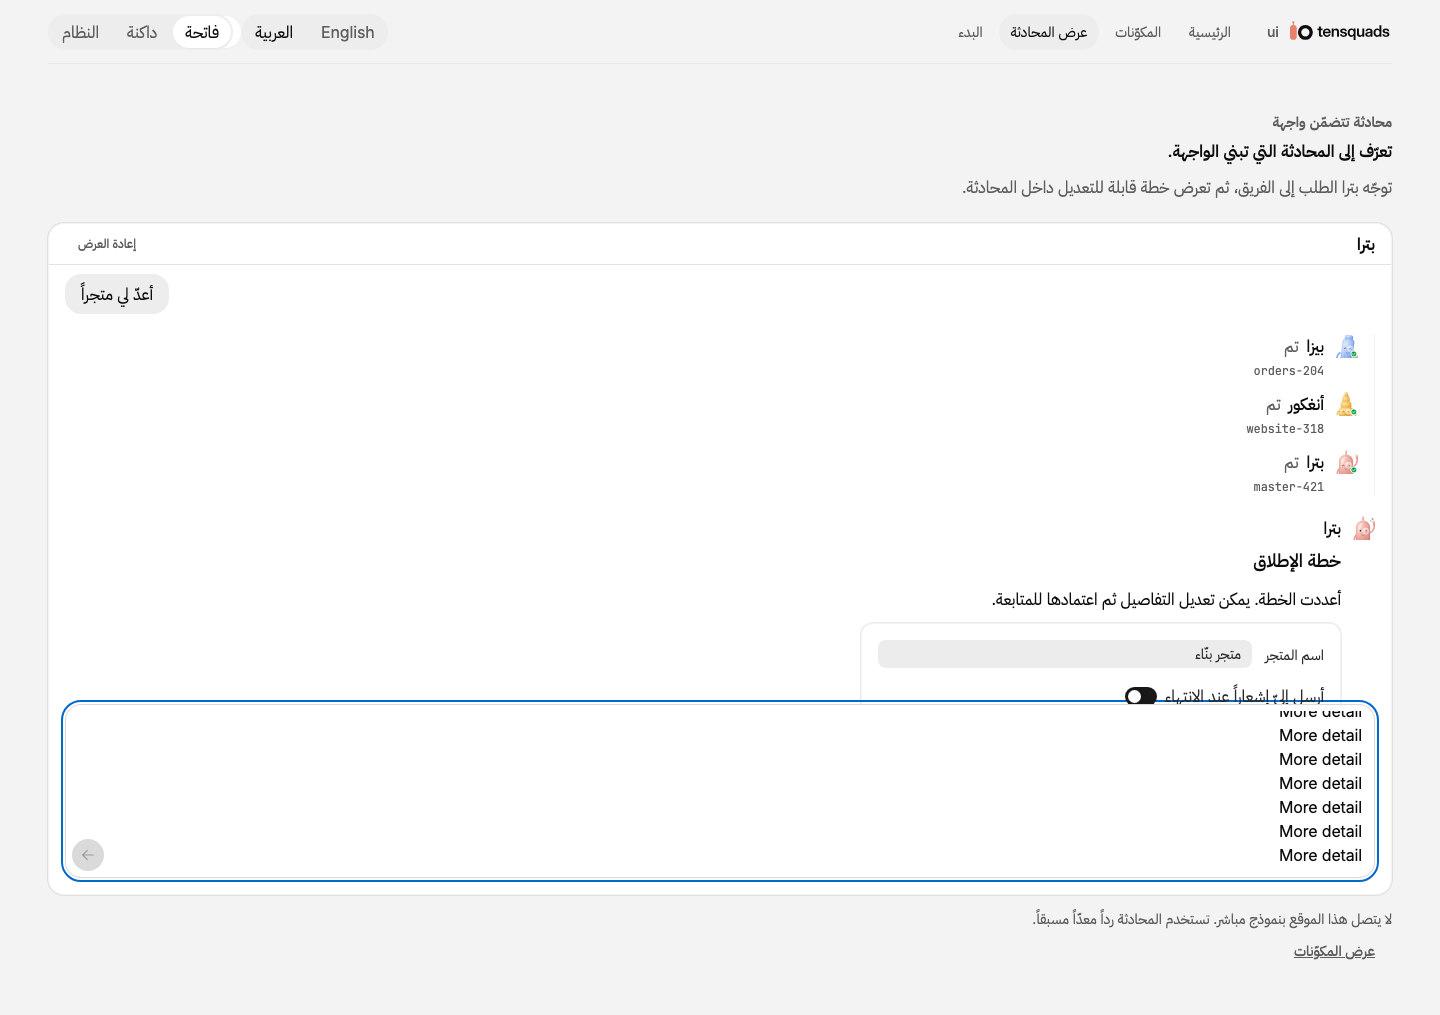 tensquads ui
الرئيسية
المكوّنات
عرض المحادثة
البدء
English
العربية
فاتحة
داكنة
النظام
محادثة تتضمّن واجهة
تعرّف إلى المحادثة التي تبني الواجهة.
توجّه بترا الطلب إلى الفريق، ثم تعرض خطة قابلة للتعديل داخل المحادثة.
بترا
إعادة العرض
أعدّ لي متجراً
بيزا تم
orders-204
أنغكور تم
website-318
بترا تم
master-421
بترا
خطة الإطلاق
أعددت الخطة. يمكن تعديل التفاصيل ثم اعتمادها للمتابعة.
اسم المتجر
متجر بنّاء
أرسل إليّ إشعاراً عند الانتهاء
More detail
More detail
More detail
More detail
More detail
More detail
More detail
لا يتصل هذا الموقع بنموذج مباشر. تستخدم المحادثة رداً معدّاً مسبقاً.
عرض المكوّنات